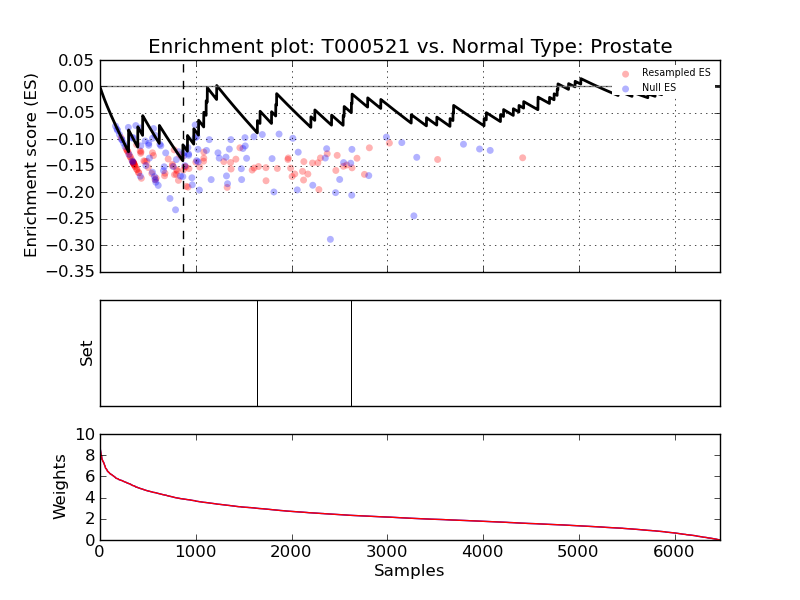 Enrichment plot: T000521 vs. Normal Type: Prostate
Enrichment score (ES)
0.05
0.00
−0.05
−0.10
−0.15
−0.20
−0.25
−0.30
−0.35
Resampled ES
Null ES
Set
Weights
10
8
6
4
2
0
0 1000 2000 3000 4000 5000 6000
Samples